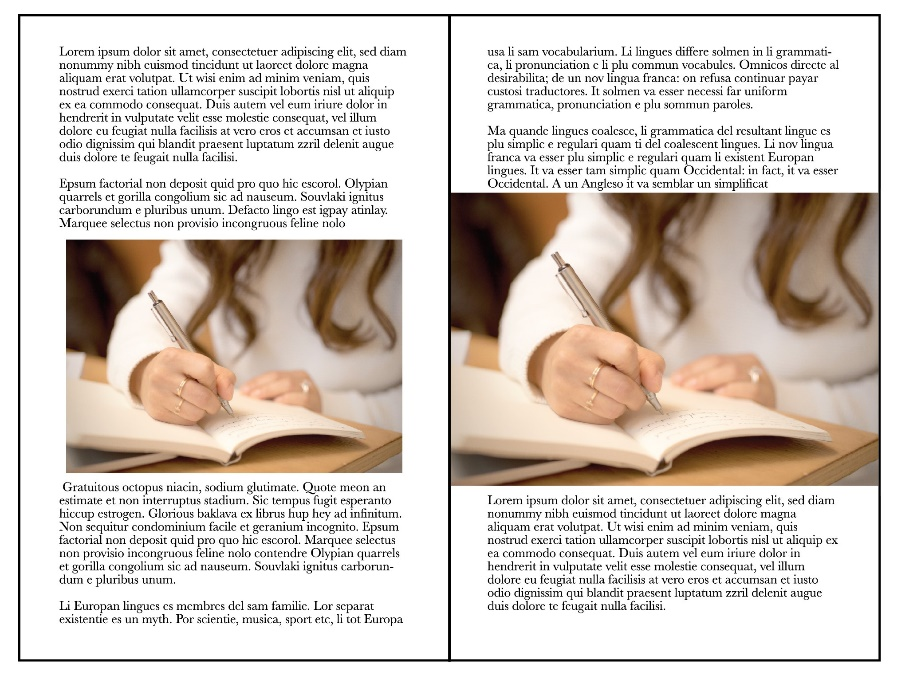 Lorem ipsum dolor sit amet, consectetuer adipiscing elit, sed diam
nonummy nibh euismod tincidunt ut laoreet dolore magna
aliquam erat volutpat. Ut wisi enim ad minim veniam, quis
nostrud exerci tation ullamcorper suscipit lobortis nisl ut aliquip
ex ea commodo consequat. Duis autem vel eum iriure dolor in
hendrerit in vulputate velit esse molestie consequat, vel illum
dolore eu feugiat nulla facilisis at vero eros et accumsan et iusto
odio dignissim qui blandit praesent luptatum zzril delenit augue
duis dolore te feugait nulla facilisi.
Epsum factorial non deposit quid pro quo hic escorol. Olypian
quarrels et gorilla congolium sic ad nauseum. Souvlaki ignitus
carborundum e pluribus unum. Defacto lingo est igpay atinlay.
Marquee selectus non provisio incongruous feline nolo
Gratuitous octopus niacin, sodium glutimate. Quote meon an
estimate et non interruptus stadium. Sic tempus fugit esperanto
hiccup estrogen. Glorious baklava ex librus hup hey ad infinitum.
Non sequitur condominium facile et geranium incognito. Epsum
factorial non deposit quid pro quo hic escorol. Marquee selectus
non provisio incongruous feline nolo contendre Olypian quarrels
et gorilla congolium sic ad nauseum. Souvlaki ignitus carborun-
dum e pluribus unum.
Li Europan lingues es membres del sam familie. Lor separat
existentie es un myth. Por scientie, musica, sport etc, li tot Europa
usa li sam vocabularium. Li lingues differe solmen in li grammati-
ca, li pronunciation e li plu commun vocabules. Omnicos directe al
desirabilita; de un nov lingua franca: on refusa continuar payar
custosi traductores. It solmen va esser necessi far uniform
grammatica, pronunciation e plu sommun paroles.
Ma quande lingues coalesce, li grammatica del resultant lingue es
plu simplic e regulari quam ti del coalescent lingues. Li nov lingua
franca va esser plu simplic e regulari quam li existent Europan
lingues. It va esser tam simplic quam Occidental: in fact, it va esser
Occidental. A un Angleso it va semblar un simplificat
Lorem ipsum dolor sit amet, consectetuer adipiscing elit, sed diam
nonummy nibh euismod tincidunt ut laoreet dolore magna
aliquam erat volutpat. Ut wisi enim ad minim veniam, quis
nostrud exerci tation ullamcorper suscipit lobortis nisl ut aliquip ex
ea commodo consequat. Duis autem vel eum iriure dolor in
hendrerit in vulputate velit esse molestie consequat, vel illum
dolore eu feugiat nulla facilisis at vero eros et accumsan et iusto
odio dignissim qui blandit praesent luptatum zzril delenit augue
duis dolore te feugait nulla facilisi.